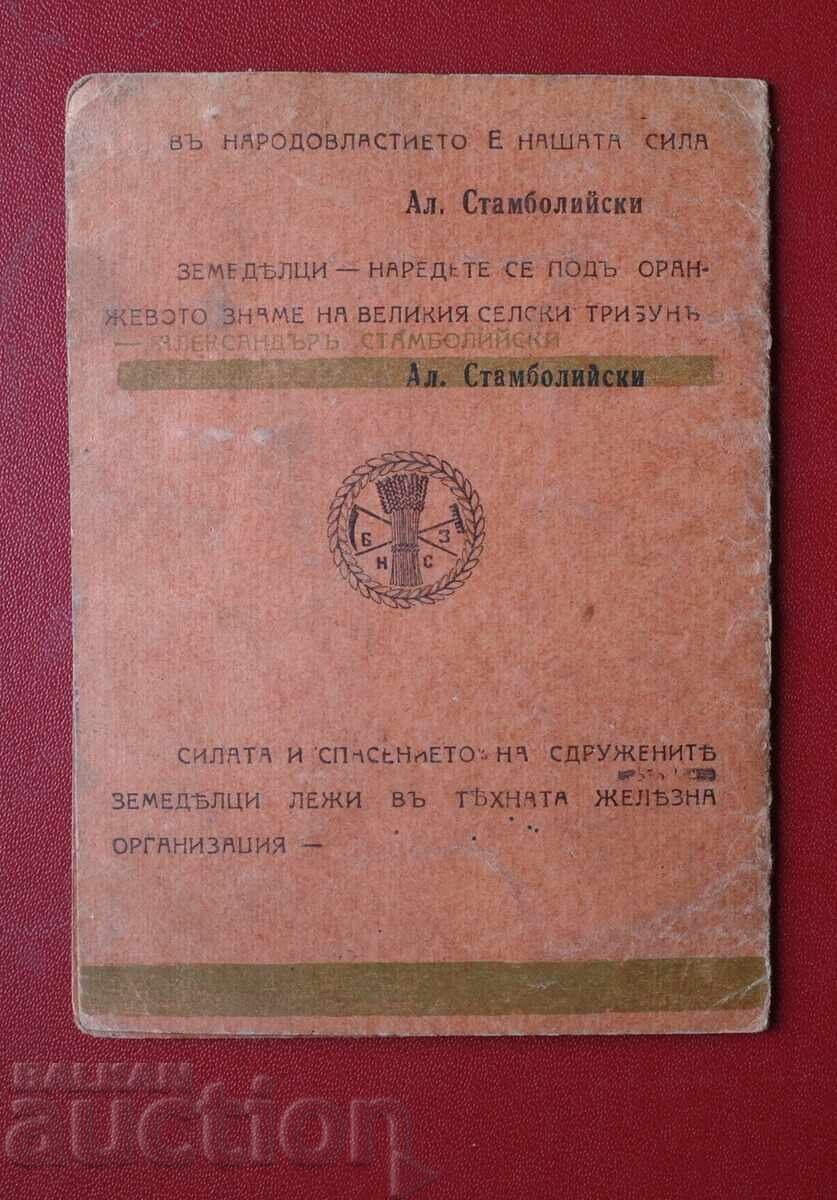 ВЪ НАРОДОВЛАСТИЕТО Е НАШАТА СИЛА
Ал. Стамболийски
ЗЕМЕДѢЛЦИ — НАРЕДЕТЕ СЕ ПОДЪ ОРАН-
ЖЕВОТО ЗНАМЕ НА ВЕЛИКИЯ СЕЛСКИ ТРИБУНЪ
— АЛЕКСАНДЪРЪ СТАМБОЛИЙСКИ
Ал. Стамболийски
Б З
Н С
СИЛАТА И СПАСЕНИЕТО НА СДРУЖЕНИТѢ
ЗЕМЕДѢЛЦИ ЛЕЖИ ВЪ ТѢХНАТА ЖЕЛѢЗНА
ОРГАНИЗАЦИЯ —
BALKAN
auction